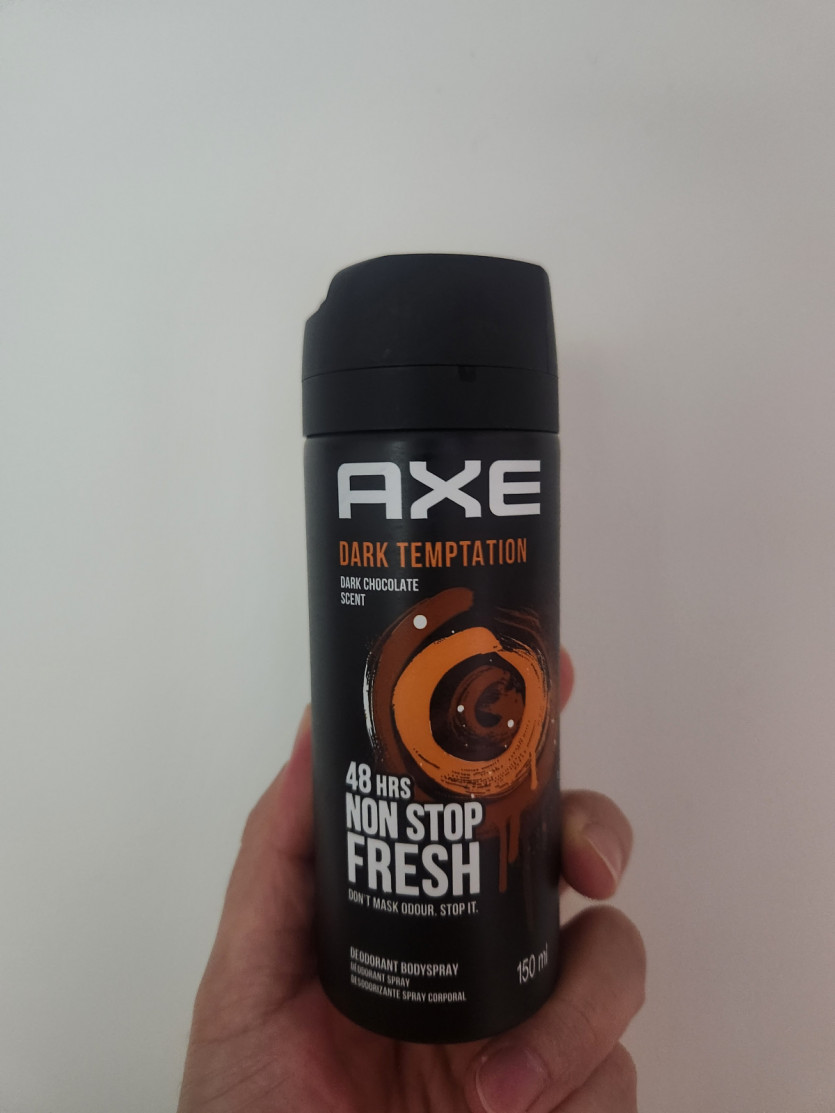 AXE
DARK TEMPTATION
DARK CHOCOLATE
SCENT
48 HRS
NON STOP
FRESH
DON'T MASK ODOUR. STOP IT.
DEODORANT BODYSPRAY
DEODORANT SPRAY
DESODORIZANTE SPRAY CORPORAL
150 ml